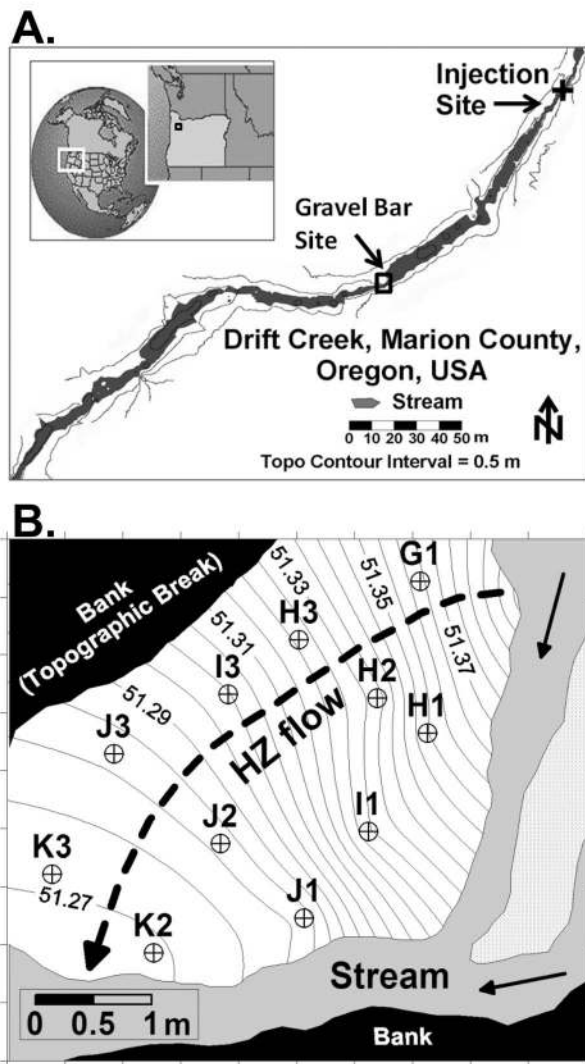 A.
Injection
Site
Gravel Bar
Site
Drift Creek, Marion County,
Oregon, USA
Stream
0 10 20 30 40 50 m
Topo Contour Interval = 0.5 m
N
B.
Bank
(Topographic Break)
G1
51.33
51.35
H3
51.31
51.37
I3
H2
H1
51.29
HZ flow
J3
J2
I1
K3
51.27
J1
K2
Stream
0 0.5 1 m
Bank